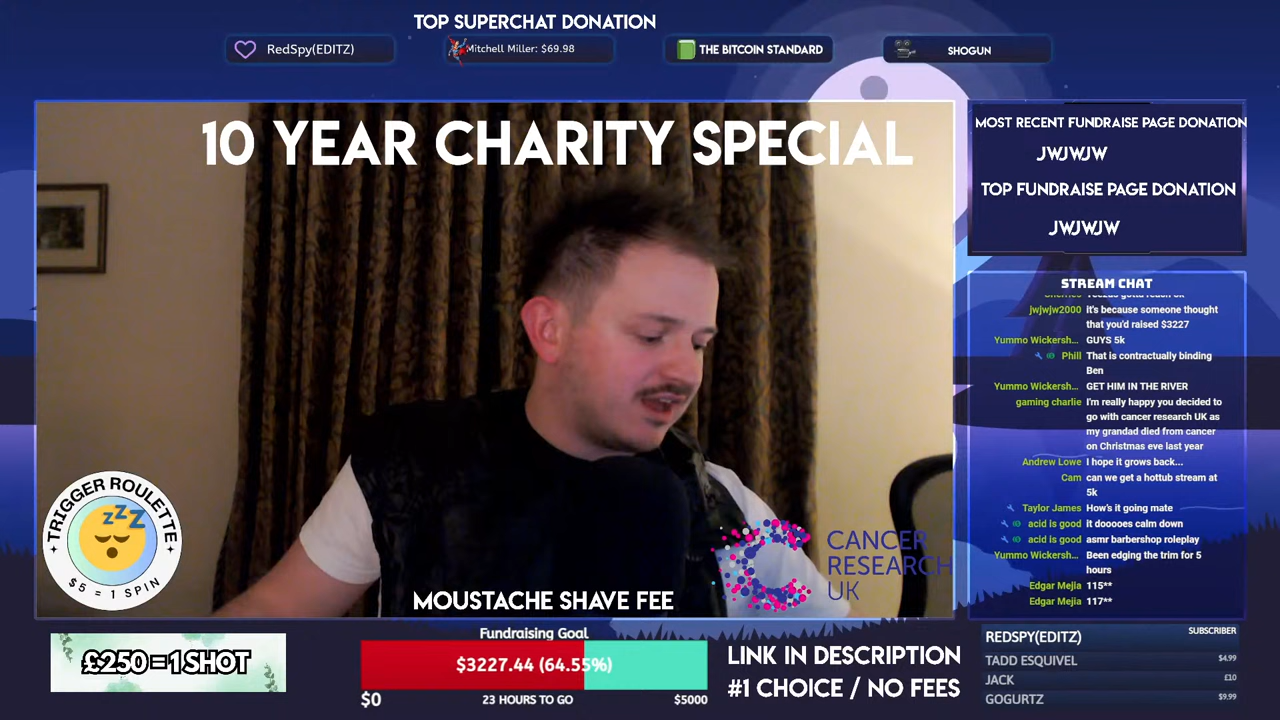 TOP SUPERCHAT DONATION
RedSpy(EDITZ)
Mitchell Miller: $69.98
THE BITCOIN STANDARD
SHOGUN
10 YEAR CHARITY SPECIAL
MOST RECENT FUNDRAISE PAGE DONATION
JWJWJW
TOP FUNDRAISE PAGE DONATION
JWJWJW
STREAM CHAT
jwjwjw2000 it's because someone thought
that you'd raised $3227
Yummo Wickersh... GUYS 5k
Phill That is contractually binding
Ben
Yummo Wickersh... GET HIM IN THE RIVER
gaming charlie I'm really happy you decided to
go with cancer research UK as
my grandad died from cancer
on Christmas eve last year
Andrew Lowe I hope it grows back...
Cam can we get a hottub stream at
5k
Taylor James How's it going mate
acid is good it dooooes calm down
acid is good asmr barbershop roleplay
Yummo Wickersh... Been edging the trim for 5
hours
Edgar Mejia 115**
Edgar Mejia 117**
TRIGGER ROULETTE
ZZZ
$5 = 1 SPIN
CANCER
RESEARCH
UK
MOUSTACHE SHAVE FEE
£250 = 1 SHOT
Fundraising Goal
$3227.44 (64.55%)
$0
23 HOURS TO GO
$5000
LINK IN DESCRIPTION
#1 CHOICE / NO FEES
REDSPY(EDITZ) SUBSCRIBER
TADD ESQUIVEL $4.99
JACK £10
GOGURTZ $9.99